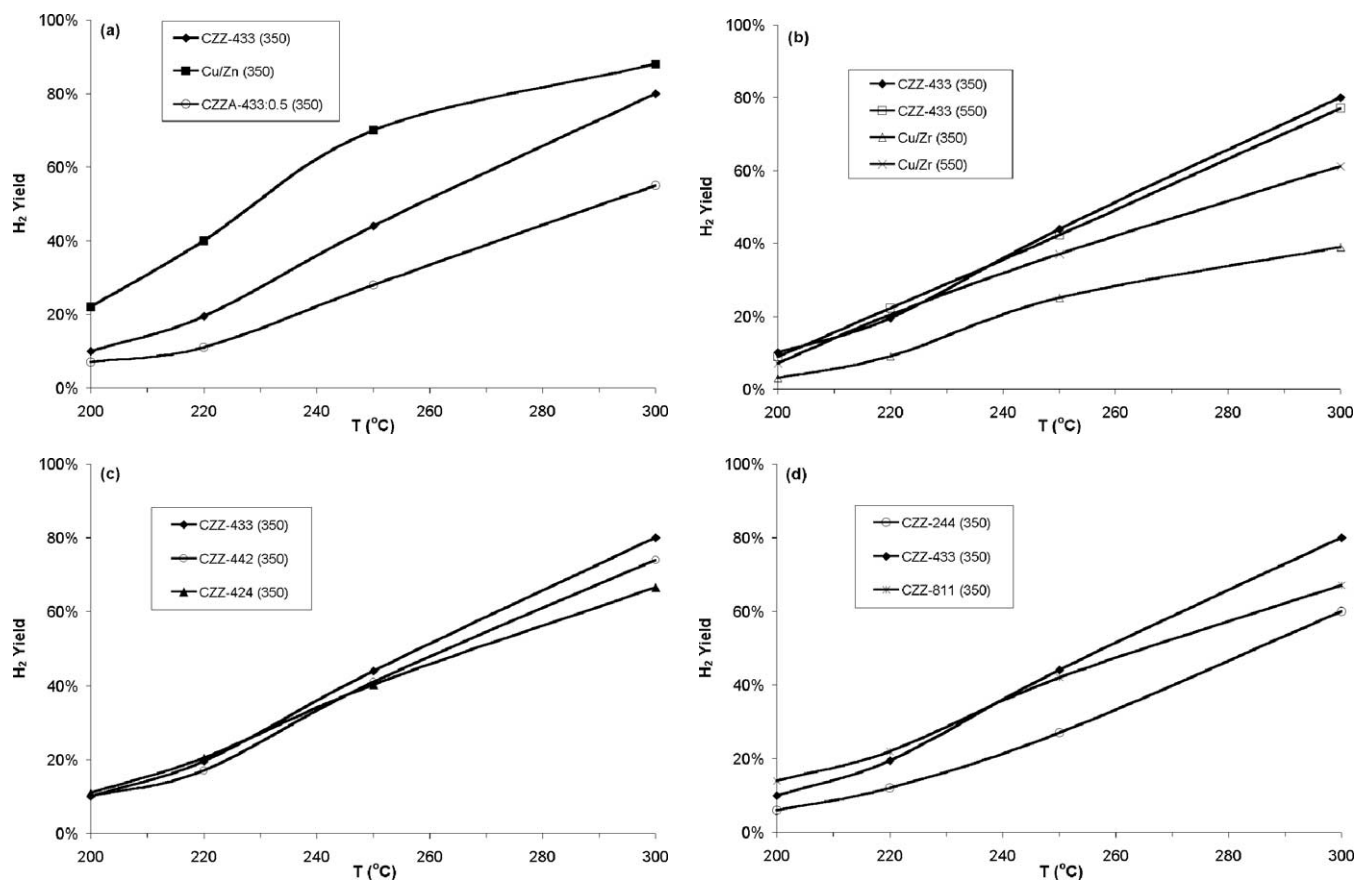 (a)
CZZ-433 (350)
Cu/Zn (350)
CZZA-433:0.5 (350)
100%
80%
60%
40%
20%
0%
H2 Yield
200 220 240 260 280 300
T (°C)
(b)
CZZ-433 (350)
CZZ-433 (550)
Cu/Zr (350)
Cu/Zr (550)
100%
80%
60%
40%
20%
0%
H2 Yield
200 220 240 260 280 300
T (°C)
(c)
CZZ-433 (350)
CZZ-442 (350)
CZZ-424 (350)
100%
80%
60%
40%
20%
0%
H2 Yield
200 220 240 260 280 300
T (°C)
(d)
CZZ-244 (350)
CZZ-433 (350)
CZZ-811 (350)
100%
80%
60%
40%
20%
0%
H2 Yield
200 220 240 260 280 300
T (°C)